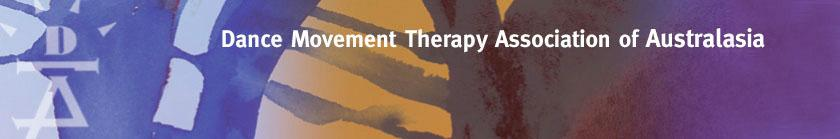 Dance Movement Therapy Association of Australasia
D